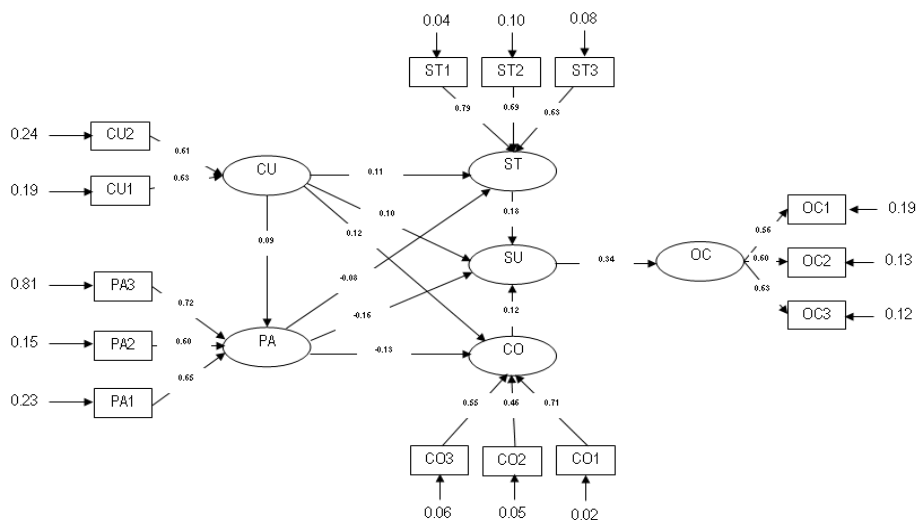 0.04 0.10 0.08
ST1 ST2 ST3
0.79 0.69 0.63
0.24 CU2 0.61
0.19 CU1 0.63
CU 0.11 ST
0.10
0.12
0.09
0.18
0.81 PA3 0.72
0.15 PA2 0.60
0.23 PA1 0.65
PA
-0.08
-0.16
-0.13
SU 0.34 OC
0.12
CO
0.56 OC1 0.19
0.60 OC2 0.13
0.63 OC3 0.12
0.55 0.46 0.71
CO3 CO2 CO1
0.06 0.05 0.02